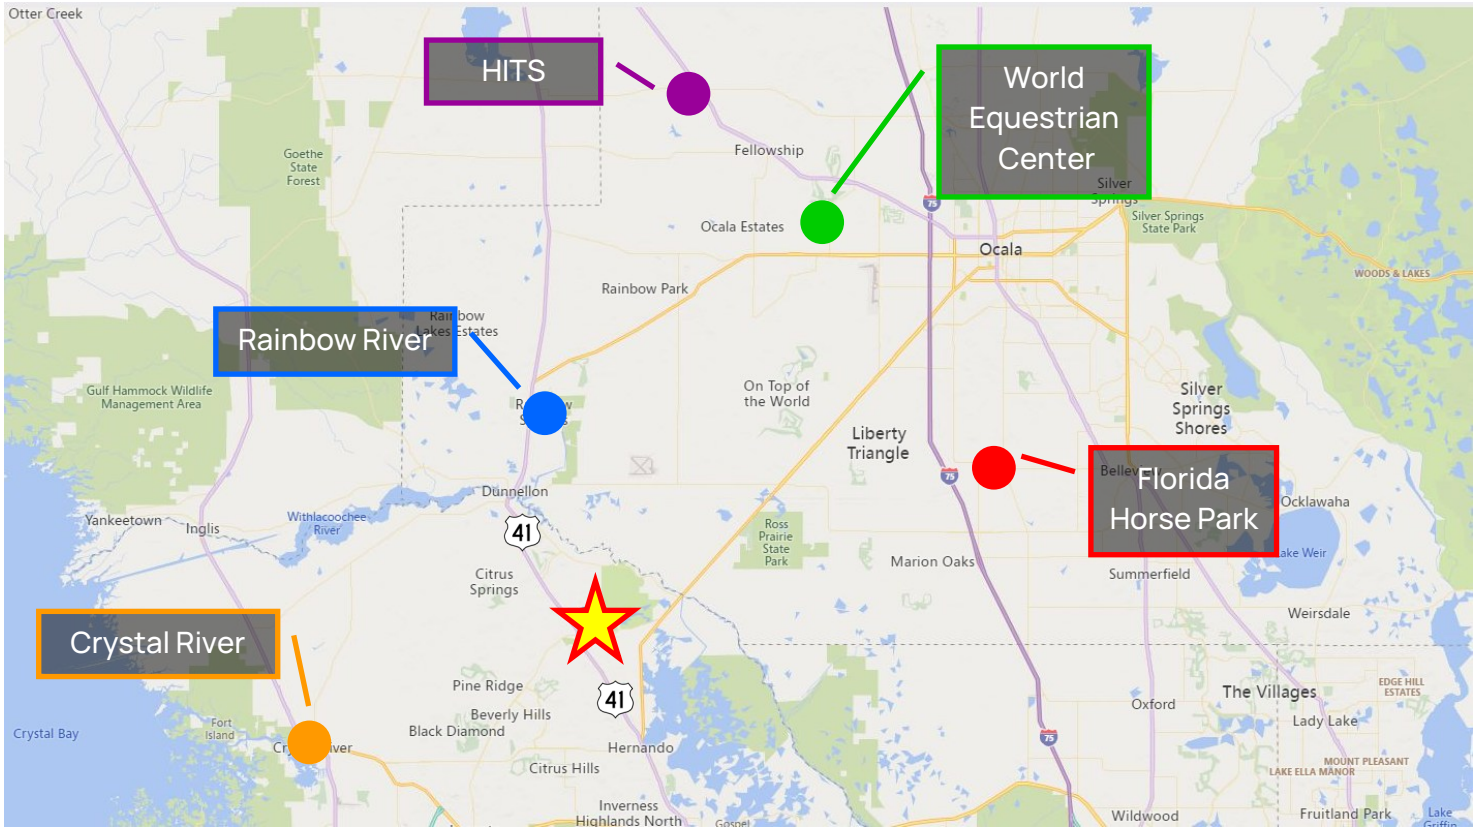 Otter Creek
HITS
World
Equestrian
Center
Fellowship
Goethe
State
Forest
Silver
Springs
75
Silver Springs
State Park
Ocala Estates
Ocala
WOODS & LAKES
Rainbow Park
Rainbow
Lakes Estates
Rainbow River
Gulf Hammock Wildlife
Management Area
On Top of
the World
Silver
Springs
Shores
Liberty
Triangle
75
Florida
Horse Park
Dunnellon
Ocklawaha
Yankeetown
Inglis
Withlacoochee
River
41
Ross
Prairie
State
Park
Lake Weir
Marion Oaks
Summerfield
Citrus
Springs
Weirsdale
Crystal River
Pine Ridge
41
The Villages
EDGE HILL
ESTATES
Oxford
Beverly Hills
Lady Lake
Fort
Island
Black Diamond
Crystal Bay
75
Hernando
Citrus Hills
MOUNT PLEASANT
LAKE ELLA MANOR
Inverness
Highlands North
Gospel
Wildwood
Fruitland Park
Lake
Griffin